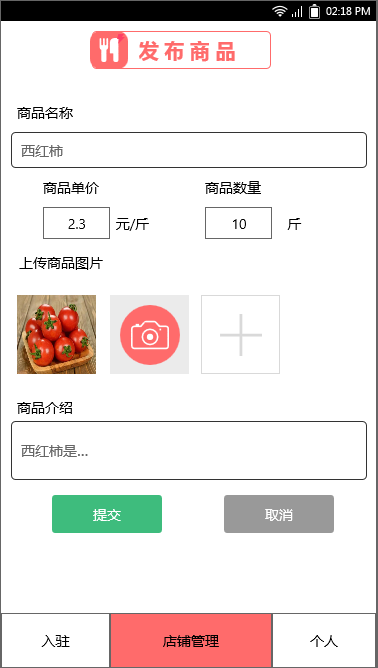 02:18 PM
发布商品
商品名称
西红柿
商品单价 商品数量
2.3 元/斤 10 斤
上传商品图片
商品介绍
西红柿是...
提交 取消
入驻 店铺管理 个人